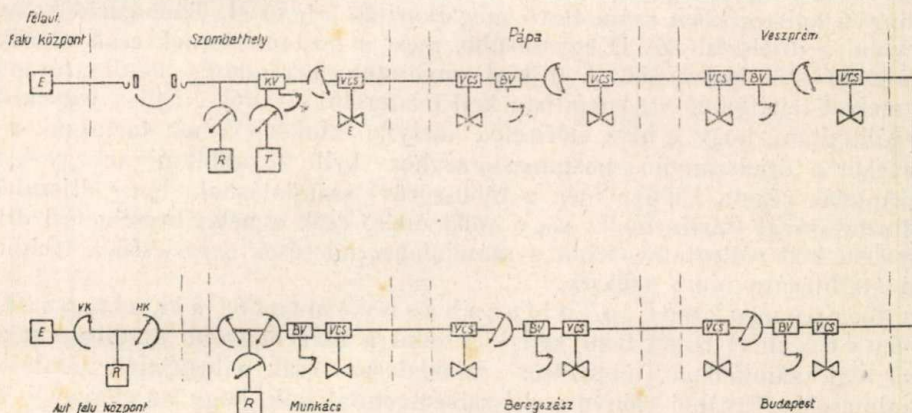 Félaut.
falu központ
Szombathely
Pápa
Veszprém
E
KV
VCS
VCS
BV
VCS
VCS
BV
VCS
R
T
VK
HK
E
BV
VCS
VCS
BV
VCS
VCS
BV
VCS
R
Aut falu központ
R
Munkács
Beregszász
Budapest